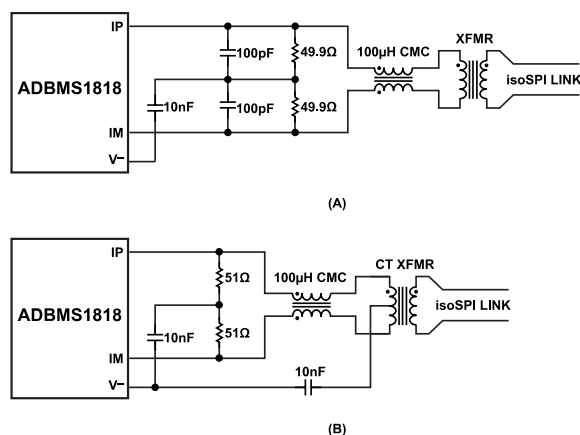 IP
ADBMS1818
IM
V–
10nF
100pF
100pF
49.9Ω
49.9Ω
100µH CMC
XFMR
isoSPI LINK
(A)
IP
ADBMS1818
IM
V–
10nF
51Ω
51Ω
100µH CMC
CT XFMR
isoSPI LINK
10nF
(B)